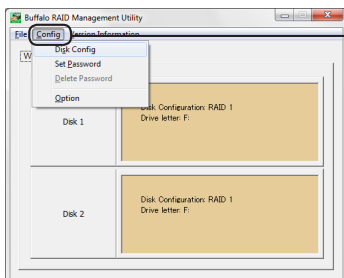 Buffalo RAID Management Utility
File Config Version Information
W
Disk Config
Set Password
Delete Password
Option
Disk 1
Disk Configuration: RAID 1
Drive letter: F:
Disk 2
Disk Configuration: RAID 1
Drive letter: F: